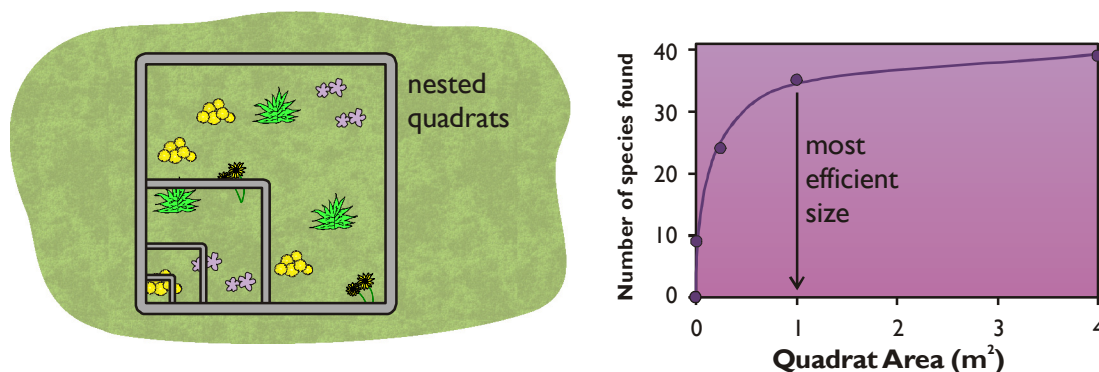 nested
quadrats
Number of species found
40
30
20
10
0
most
efficient
size
0 1 2 3 4
Quadrat Area (m²)